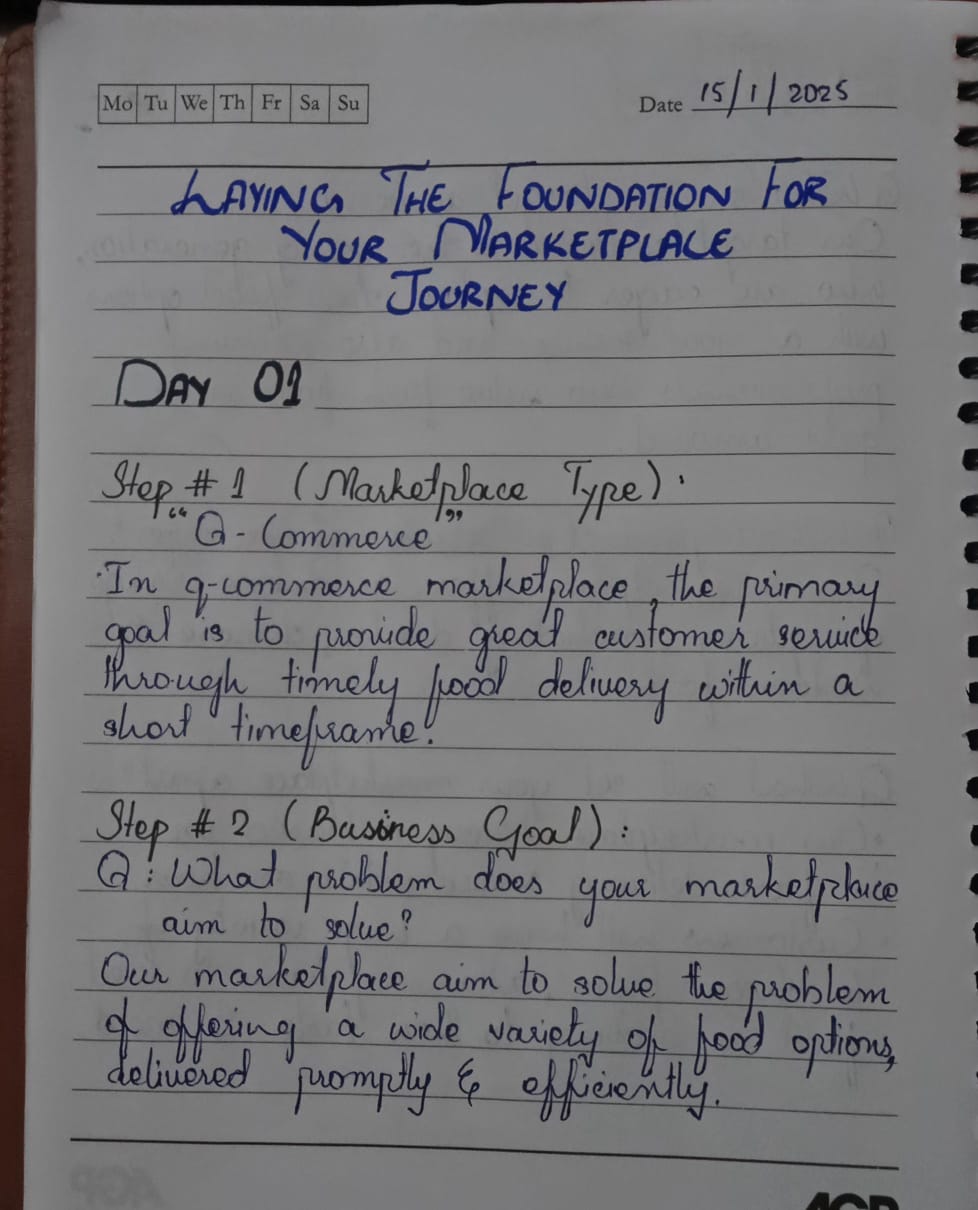 Mo Tu We Th Fr Sa Su
Date 15/1/2025
LAYING THE FOUNDATION FOR
YOUR MARKETPLACE
JOURNEY
DAY 01
Step # 1 (Marketplace Type):
"Q-Commerce"
·In q-commerce marketplace, the primary
goal is to provide great customer service
through timely food delivery within a
short timeframe.
Step # 2 (Business Goal):
Q: What problem does your marketplace
aim to solve?
Our marketplace aim to solve the problem
of offering a wide variety of food options,
delivered promptly & efficiently.
AGP